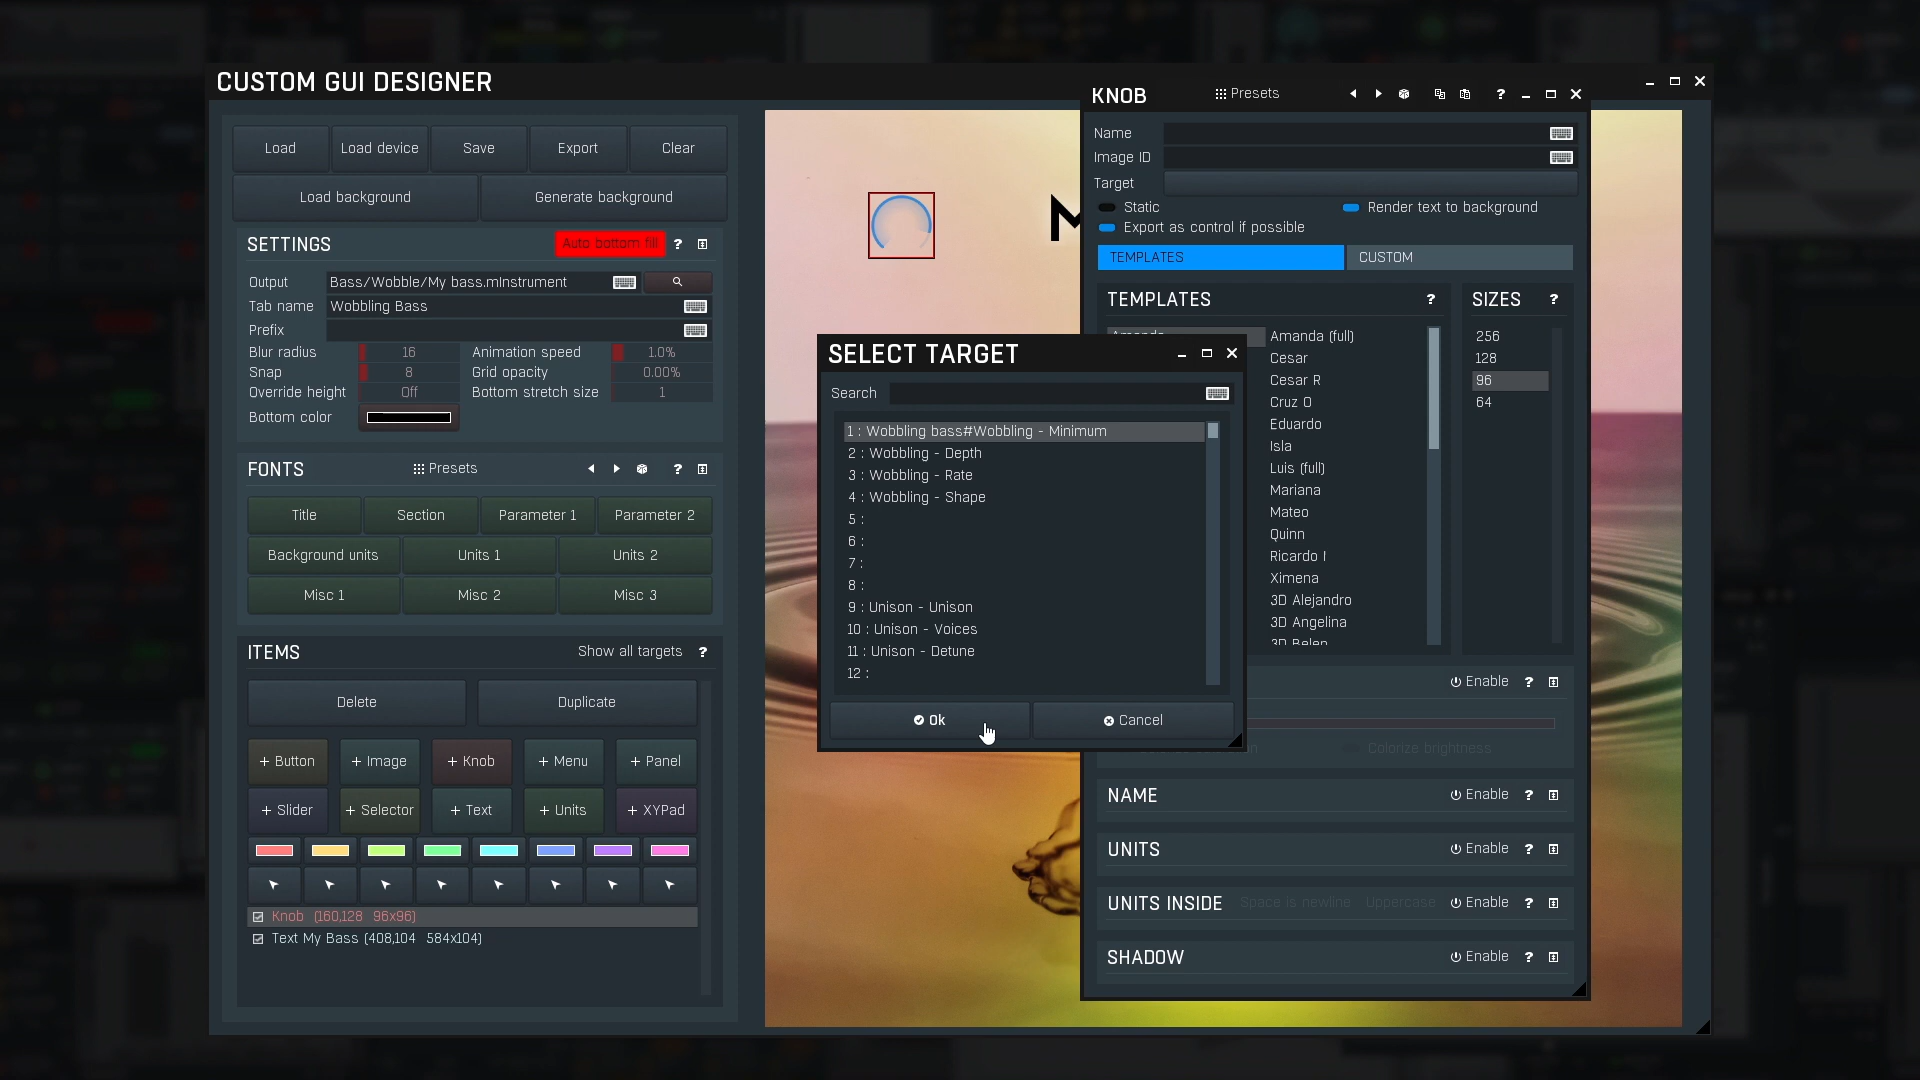 CUSTOM GUI DESIGNER
Load
Load device
Save
Export
Clear
Load background
Generate background
SETTINGS
Auto bottom fill
?
Output
Bass/Wobble/My bass.mInstrument
Tab name
Wobbling Bass
Prefix
Blur radius
16
Animation speed
1.0%
Snap
8
Grid opacity
0.00%
Override height
Off
Bottom stretch size
1
Bottom color
FONTS
Presets
?
Title
Section
Parameter 1
Parameter 2
Background units
Units 1
Units 2
Misc 1
Misc 2
Misc 3
ITEMS
Show all targets
?
Delete
Duplicate
+ Button
+ Image
+ Knob
+ Menu
+ Panel
+ Slider
+ Selector
+ Text
+ Units
+ XYPad
Knob (160,128 96x96)
Text My Bass (408,104 584x104)
KNOB
Presets
?
Name
Image ID
Target
Static
Render text to background
Export as control if possible
TEMPLATES
CUSTOM
TEMPLATES
?
Amanda (full)
Cesar
Cesar R
Cruz O
Eduardo
Isla
Luis (full)
Mariana
Mateo
Quinn
Ricardo I
Ximena
3D Alejandro
3D Angelina
3D Belen
SIZES
?
256
128
96
64
Enable
?
Colorize brightness
NAME
Enable
?
UNITS
Enable
?
UNITS INSIDE
Space is newline
Uppercase
Enable
?
SHADOW
Enable
?
SELECT TARGET
Search
1 : Wobbling bass#Wobbling - Minimum
2 : Wobbling - Depth
3 : Wobbling - Rate
4 : Wobbling - Shape
5 :
6 :
7 :
8 :
9 : Unison - Unison
10 : Unison - Voices
11 : Unison - Detune
12 :
Ok
Cancel